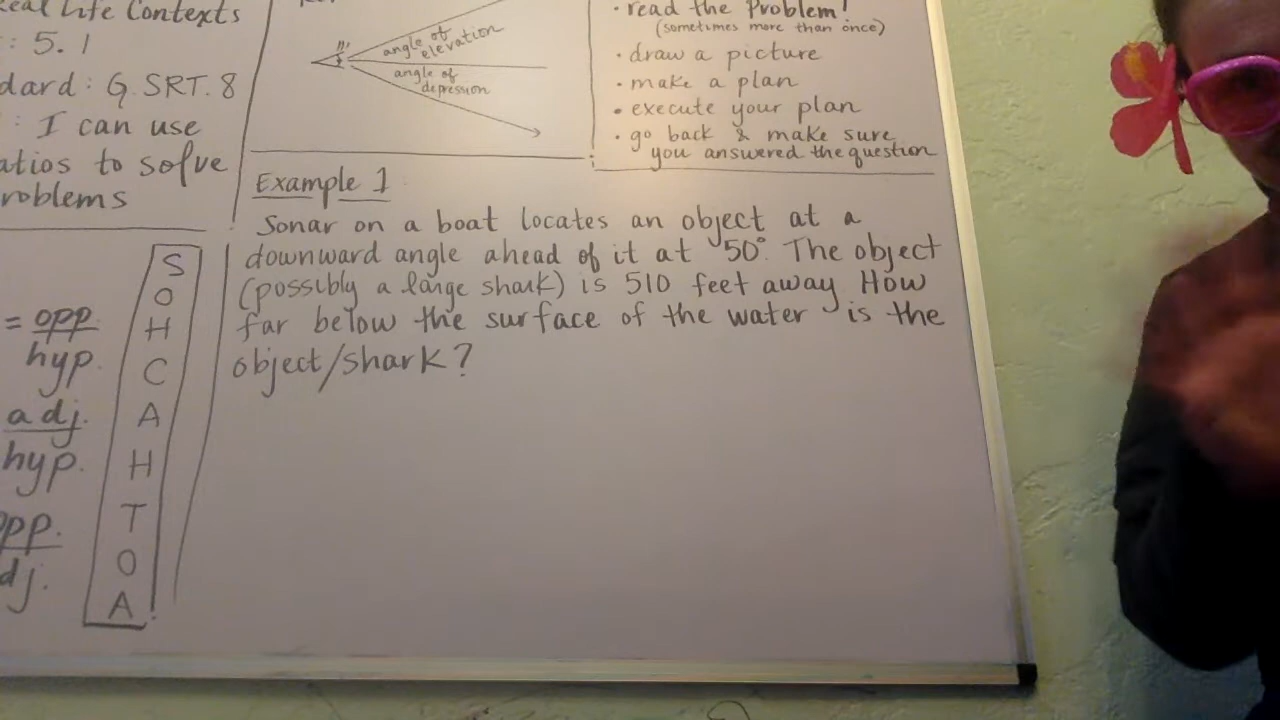 Real Life Contexts
: 5.1
dard: G.SRT.8
: I can use
atios to solve
roblems
angle of
elevation
angle of
depression
• read the Problem!
(sometimes more than once)
• draw a picture
• make a plan
• execute your plan
• go back & make sure
you answered the question
= opp.
hyp.
adj.
hyp.
opp.
dj.
S
O
H
C
A
H
T
O
A
Example 1
Sonar on a boat locates an object at a
downward angle ahead of it at 50°. The object
(possibly a large shark) is 510 feet away. How
far below the surface of the water is the
object/shark?